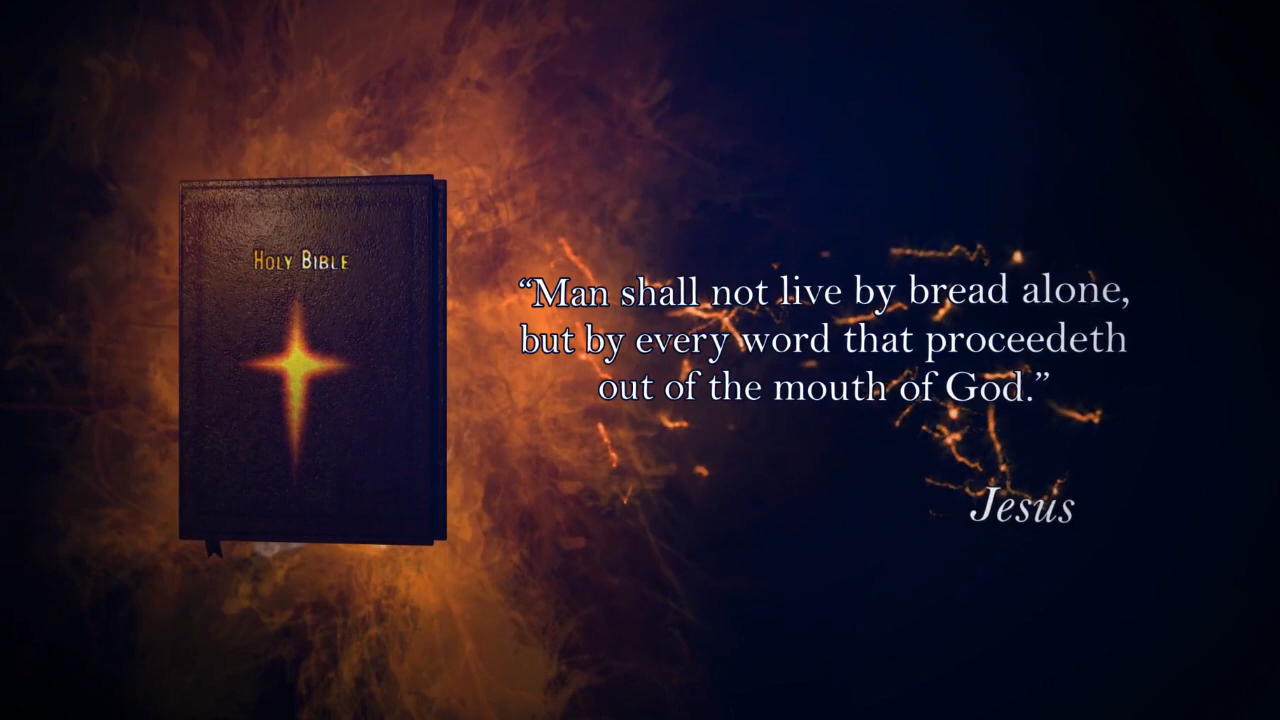 HOLY BIBLE
“Man shall not live by bread alone,
but by every word that proceedeth
out of the mouth of God.”
Jesus